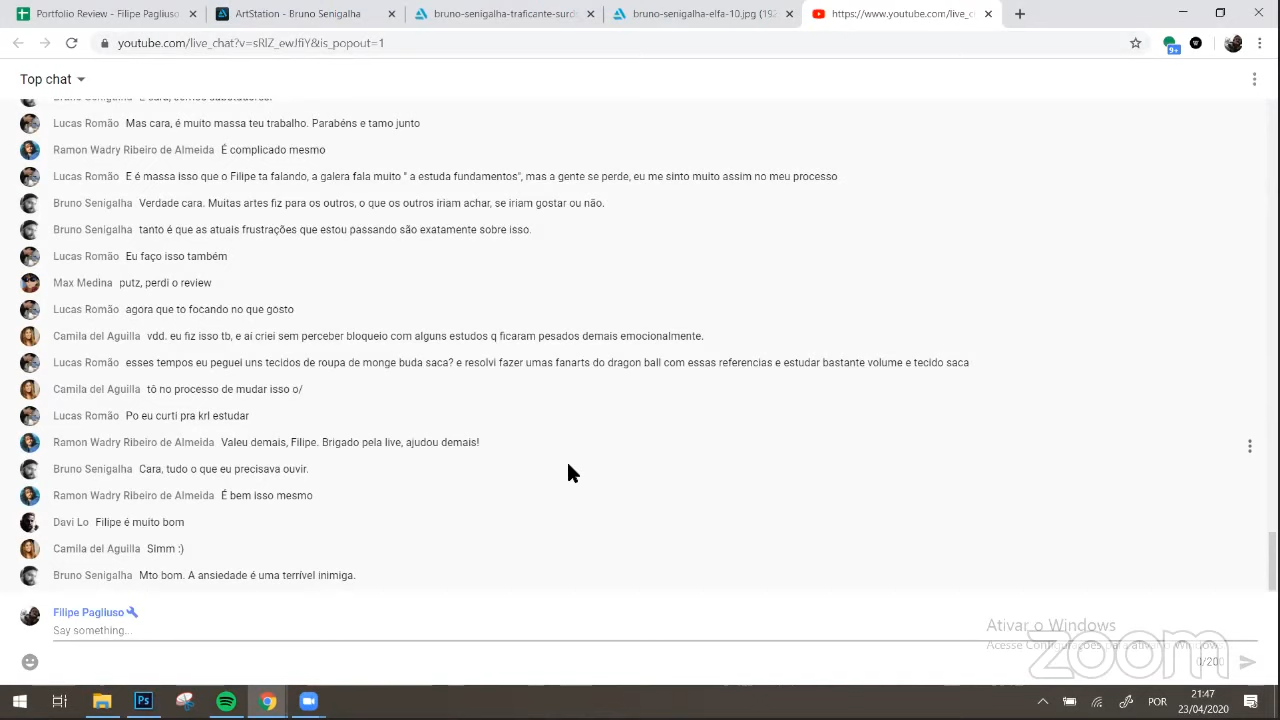 Portfolio Review - Filipe Pagliuso
ArtStation - Bruno Senigalha
bruno-senigalha-traficante-surds
bruno-senigalha-elfa-10.jpg (192
https://www.youtube.com/live_c
youtube.com/live_chat?v=sRlZ_ewJfiY&is_popout=1
9+
Top chat
Lucas Romão Mas cara, é muito massa teu trabalho. Parabéns e tamo junto
Ramon Wadry Ribeiro de Almeida É complicado mesmo
Lucas Romão E é massa isso que o Filipe ta falando, a galera fala muito " a estuda fundamentos", mas a gente se perde, eu me sinto muito assim no meu processo
Bruno Senigalha Verdade cara. Muitas artes fiz para os outros, o que os outros iriam achar, se iriam gostar ou não.
Bruno Senigalha tanto é que as atuais frustrações que estou passando são exatamente sobre isso.
Lucas Romão Eu faço isso também
Max Medina putz, perdi o review
Lucas Romão agora que to focando no que gosto
Camila del Aguilla vdd. eu fiz isso tb, e aí criei sem perceber bloqueio com alguns estudos q ficaram pesados demais emocionalmente.
Lucas Romão esses tempos eu peguei uns tecidos de roupa de monge buda saca? e resolvi fazer umas fanarts do dragon ball com essas referencias e estudar bastante volume e tecido saca
Camila del Aguilla tô no processo de mudar isso o/
Lucas Romão Po eu curti pra krl estudar
Ramon Wadry Ribeiro de Almeida Valeu demais, Filipe. Brigado pela live, ajudou demais!
Bruno Senigalha Cara, tudo o que eu precisava ouvir.
Ramon Wadry Ribeiro de Almeida É bem isso mesmo
Davi Lo Filipe é muito bom
Camila del Aguilla Simm :)
Bruno Senigalha Mto bom. A ansiedade é uma terrível inimiga.
Filipe Pagliuso
Say something...
Ativar o Windows
Acesse Configurações para ativar o Windows.
zoom
0/200
Ps
POR
21:47
23/04/2020